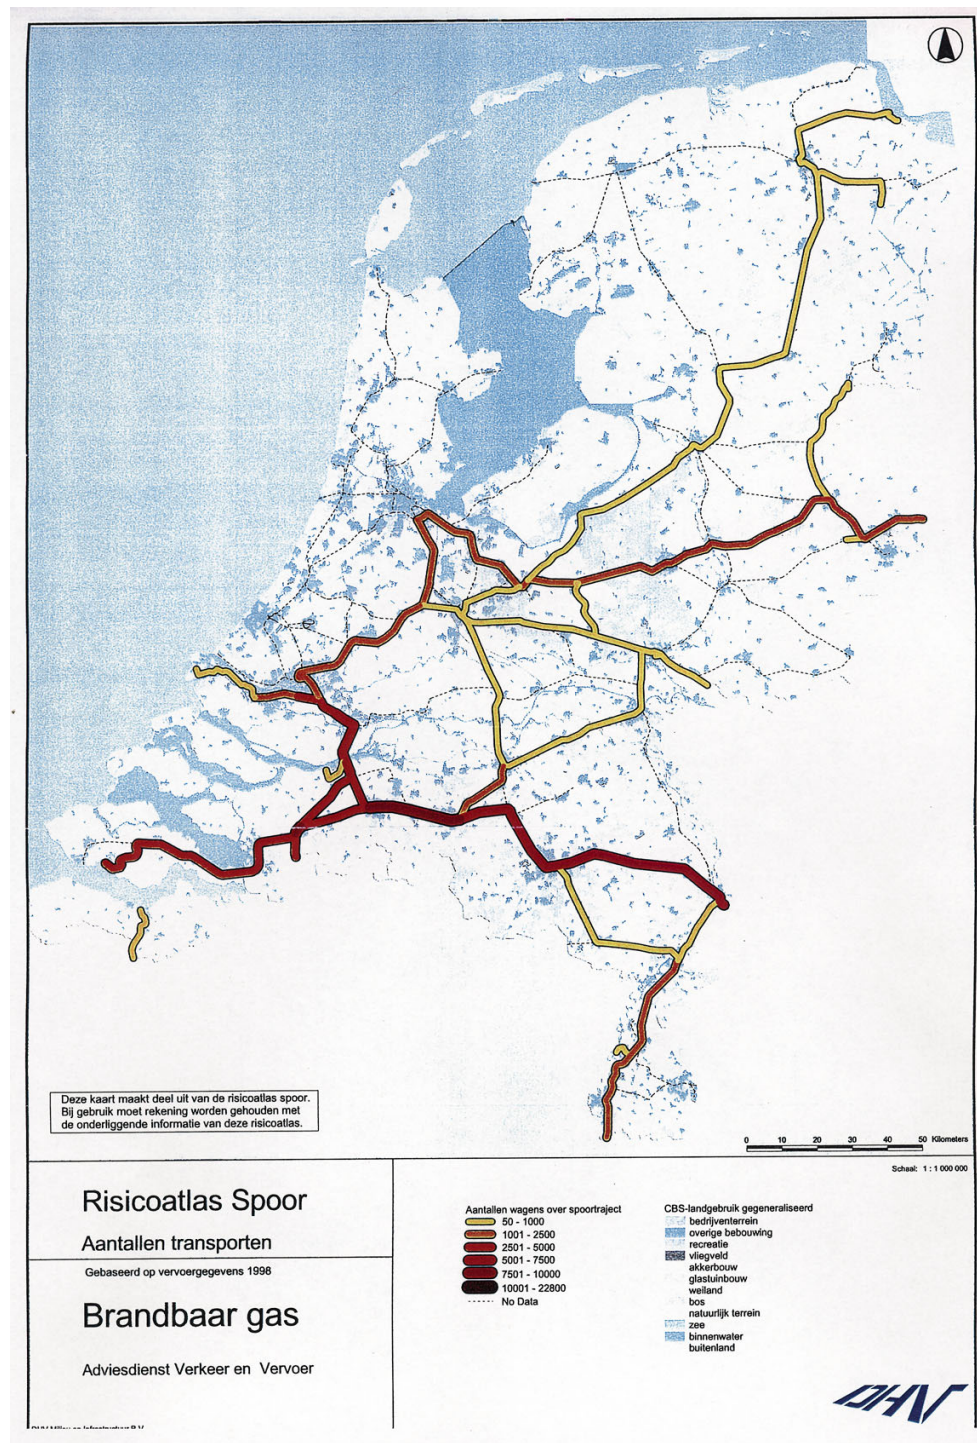 Deze kaart maakt deel uit van de risicoatlas spoor.
Bij gebruik moet rekening worden gehouden met
de onderliggende informatie van deze risicoatlas.
0 10 20 30 40 50 Kilometers
Schaal: 1 : 1 000 000
Risicoatlas Spoor
Aantallen transporten
Gebaseerd op vervoergegevens 1998
Brandbaar gas
Adviesdienst Verkeer en Vervoer
Aantallen wagens over spoortraject
50 - 1000
1001 - 2500
2501 - 5000
5001 - 7500
7501 - 10000
10001 - 22800
No Data
CBS-landgebruik gegeneraliseerd
bedrijventerrein
overige bebouwing
recreatie
vliegveld
akkerbouw
glastuinbouw
weiland
bos
natuurlijk terrein
zee
binnenwater
buitenland
DHV